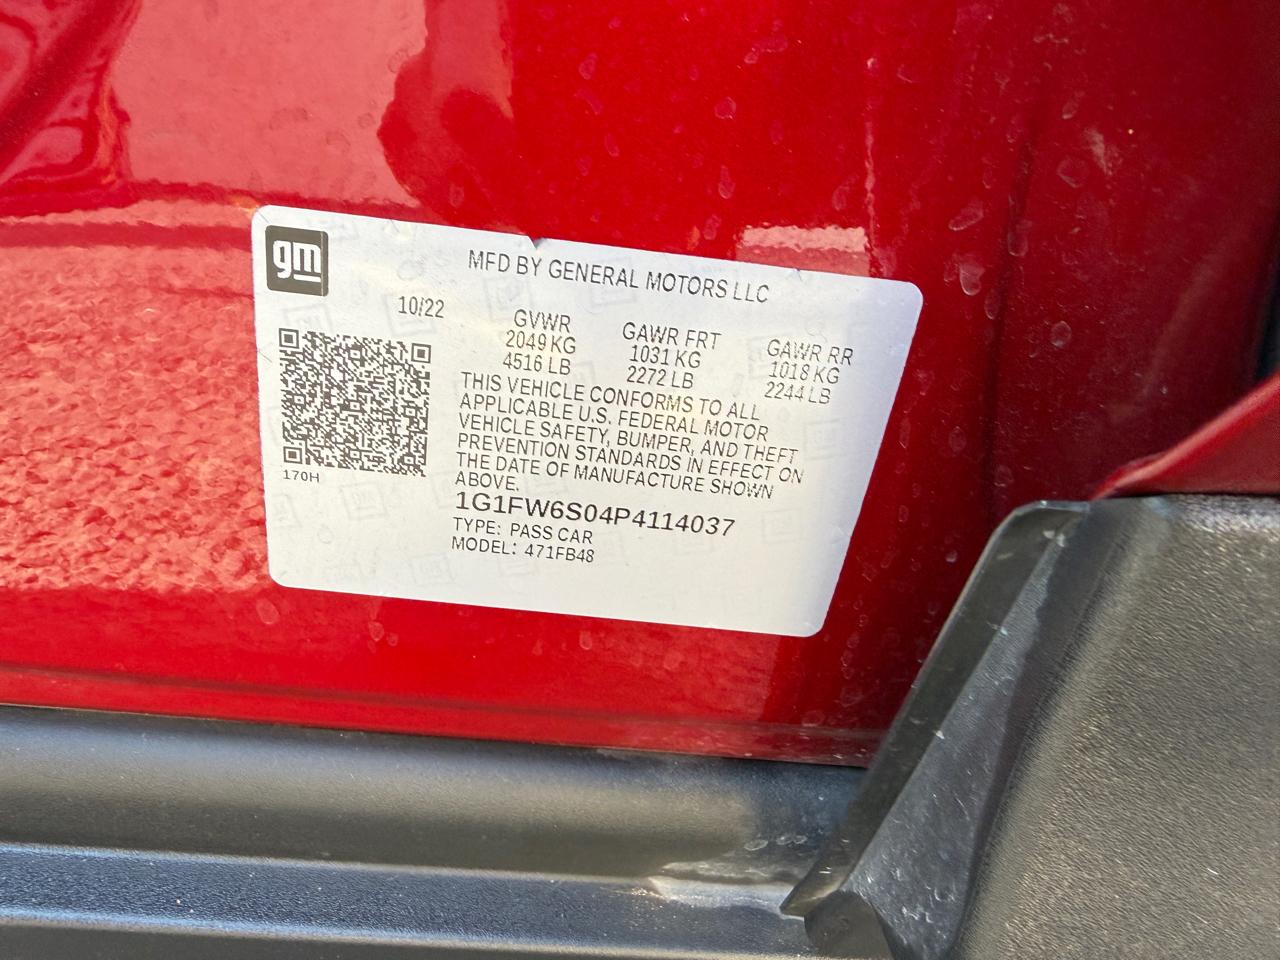 gm
MFD BY GENERAL MOTORS LLC
10/22
GVWR GAWR FRT GAWR RR
2049 KG 1031 KG 1018 KG
4516 LB 2272 LB 2244 LB
THIS VEHICLE CONFORMS TO ALL
APPLICABLE U.S. FEDERAL MOTOR
VEHICLE SAFETY, BUMPER, AND THEFT
PREVENTION STANDARDS IN EFFECT ON
THE DATE OF MANUFACTURE SHOWN
ABOVE.
170H
1G1FW6S04P4114037
TYPE: PASS CAR
MODEL: 471FB48